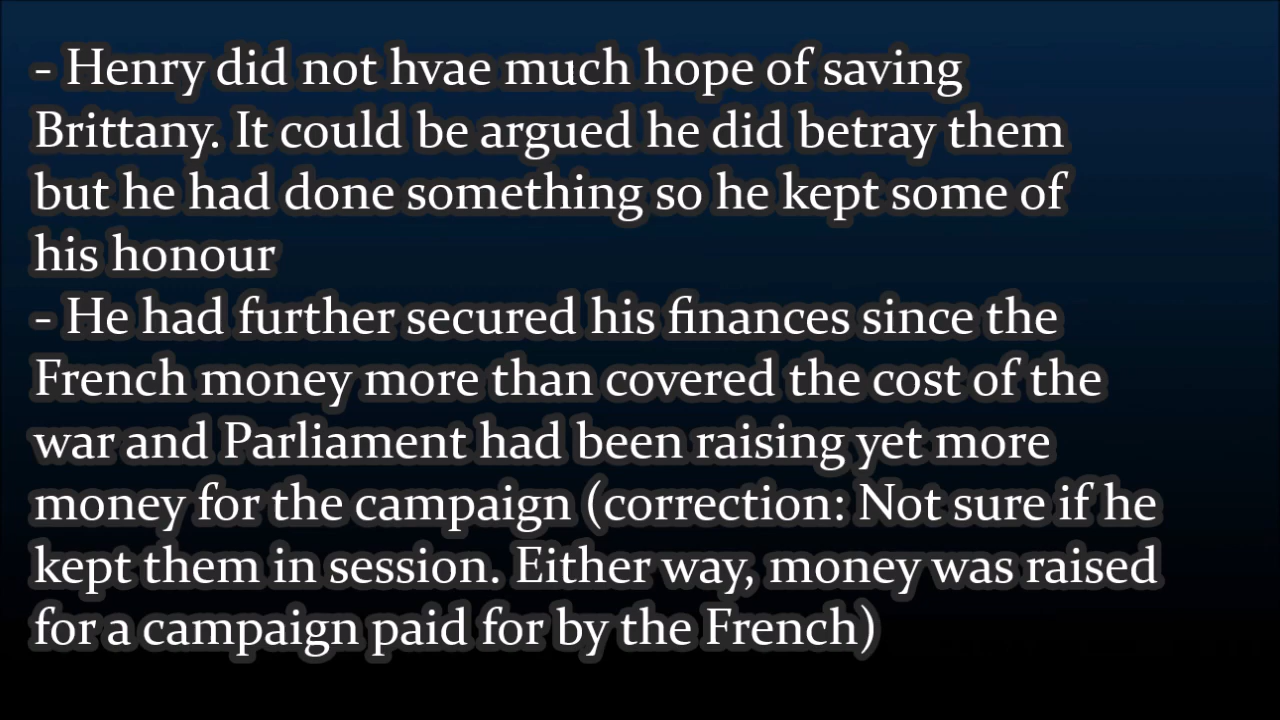 - Henry did not hvae much hope of saving
Brittany. It could be argued he did betray them
but he had done something so he kept some of
his honour
- He had further secured his finances since the
French money more than covered the cost of the
war and Parliament had been raising yet more
money for the campaign (correction: Not sure if he
kept them in session. Either way, money was raised
for a campaign paid for by the French)